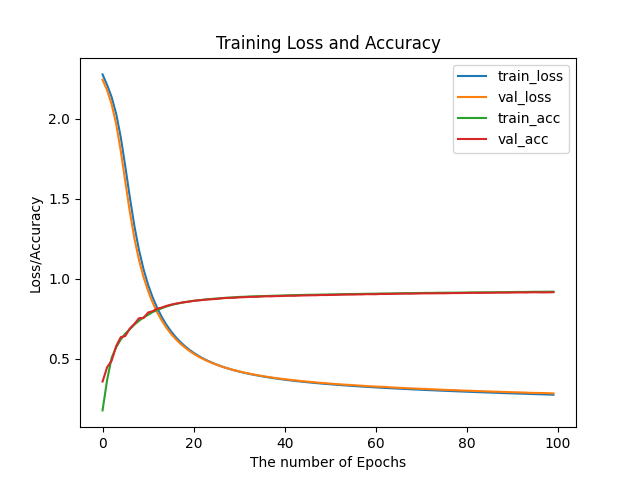 Training Loss and Accuracy
train_loss
val_loss
train_acc
val_acc
Loss/Accuracy
2.0
1.5
1.0
0.5
0
20
40
60
80
100
The number of Epochs